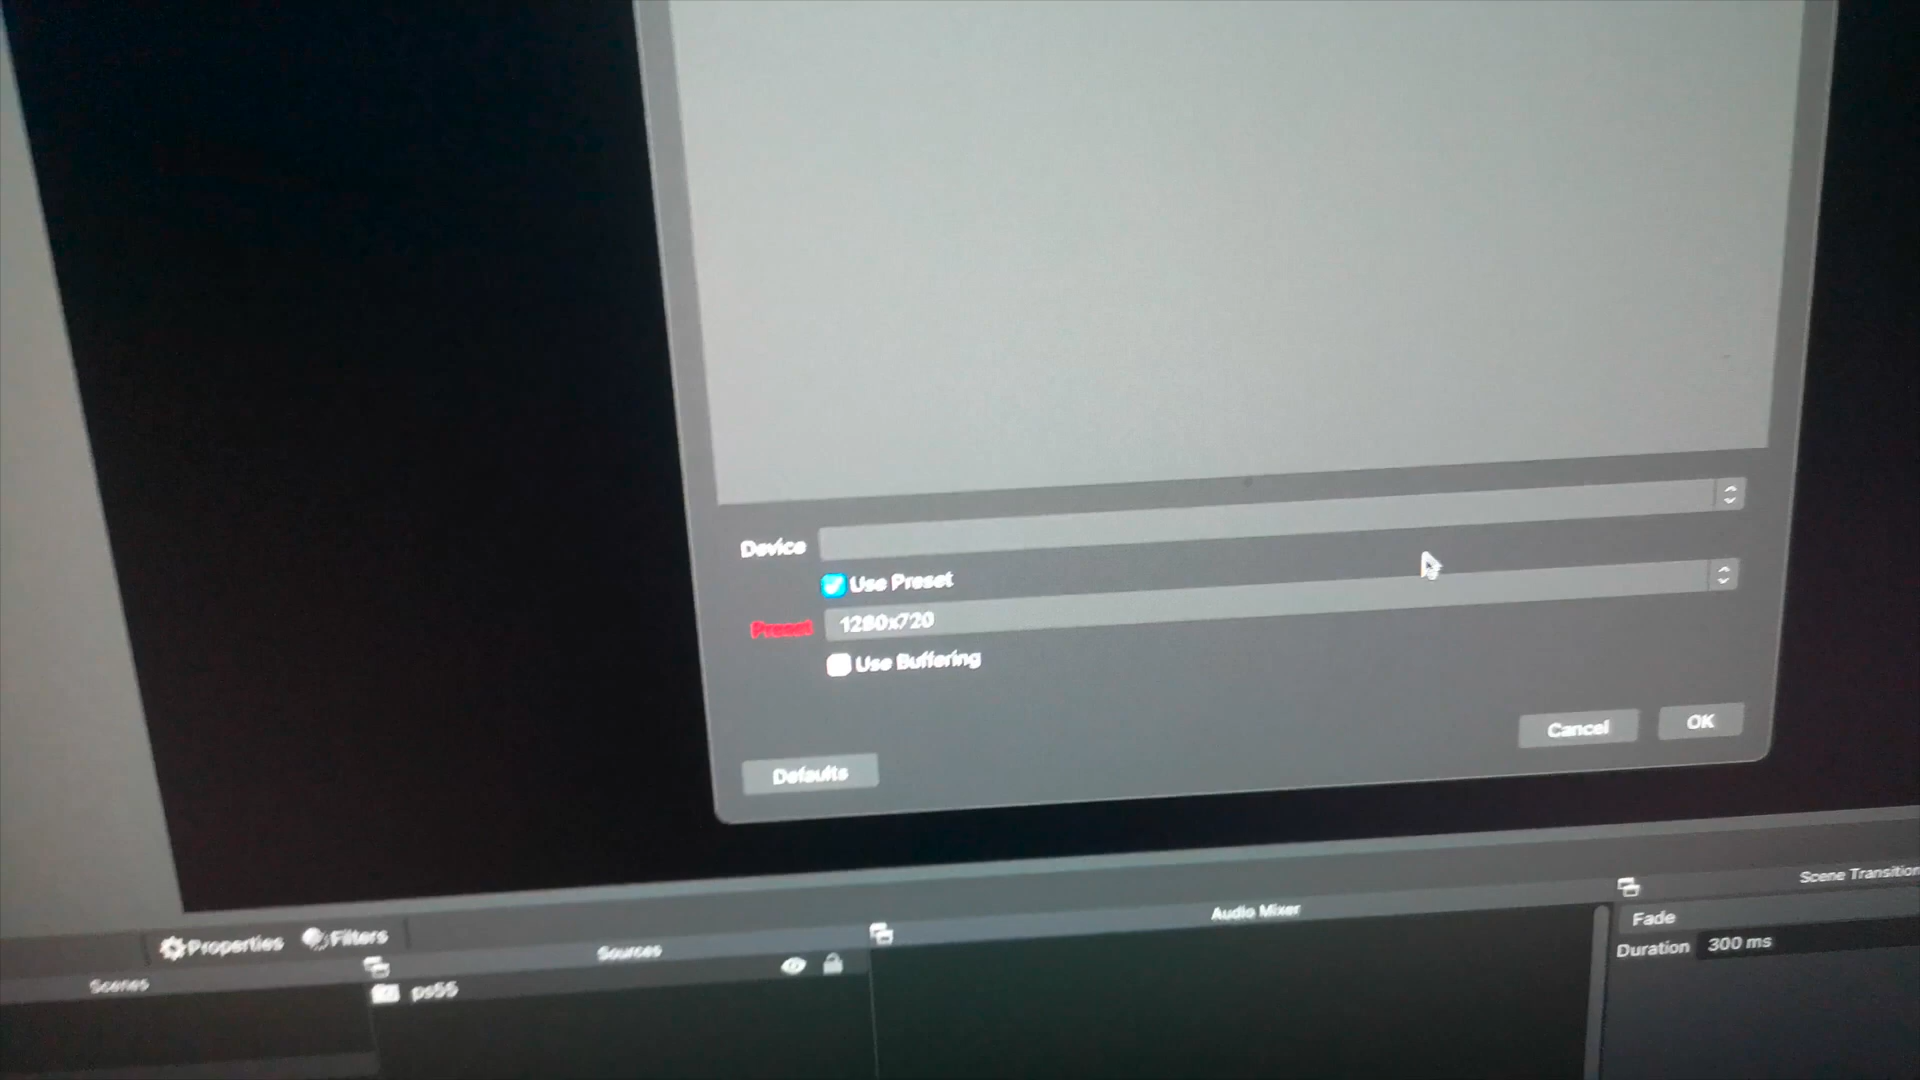 Device
Use Preset
Preset 1280x720
Use Buffering
Cancel OK
Defaults
Properties Filters
Scenes
Sources
Audio Mixer
Scene Transition
ps55
Fade
Duration 300 ms